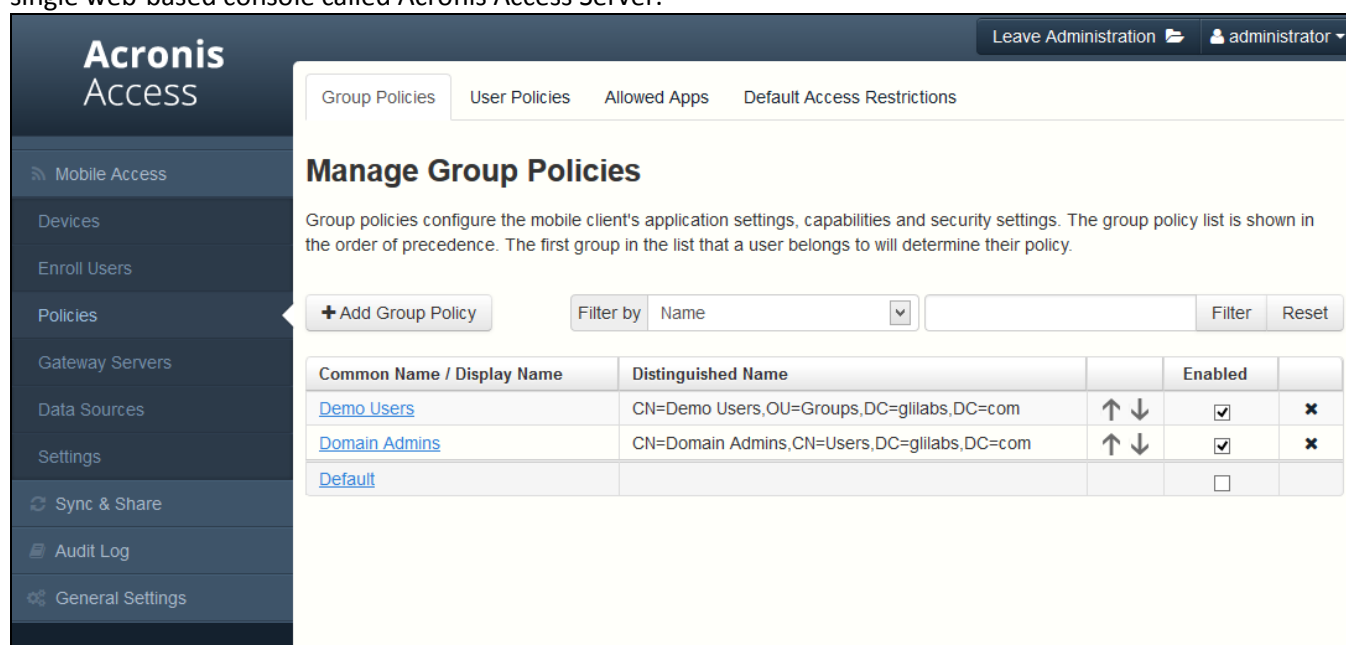 single web-based console called Acronis Access Server.
Leave Administration administrator
Acronis
Access
Group Policies User Policies Allowed Apps Default Access Restrictions
Mobile Access
Devices
Enroll Users
Policies
Gateway Servers
Data Sources
Settings
Sync & Share
Audit Log
General Settings
Manage Group Policies
Group policies configure the mobile client's application settings, capabilities and security settings. The group policy list is shown in
the order of precedence. The first group in the list that a user belongs to will determine their policy.
+ Add Group Policy Filter by Name Filter Reset
Common Name / Display Name Distinguished Name Enabled
Demo Users CN=Demo Users,OU=Groups,DC=glilabs,DC=com
Domain Admins CN=Domain Admins,CN=Users,DC=glilabs,DC=com
Default